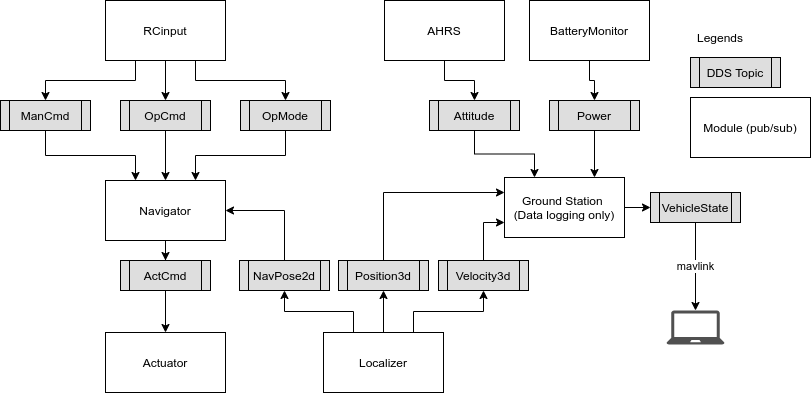 RCinput
AHRS
BatteryMonitor
Legends
DDS Topic
ManCmd
OpCmd
OpMode
Attitude
Power
Module (pub/sub)
Navigator
Ground Station
(Data logging only)
VehicleState
ActCmd
NavPose2d
Position3d
Velocity3d
mavlink
Actuator
Localizer